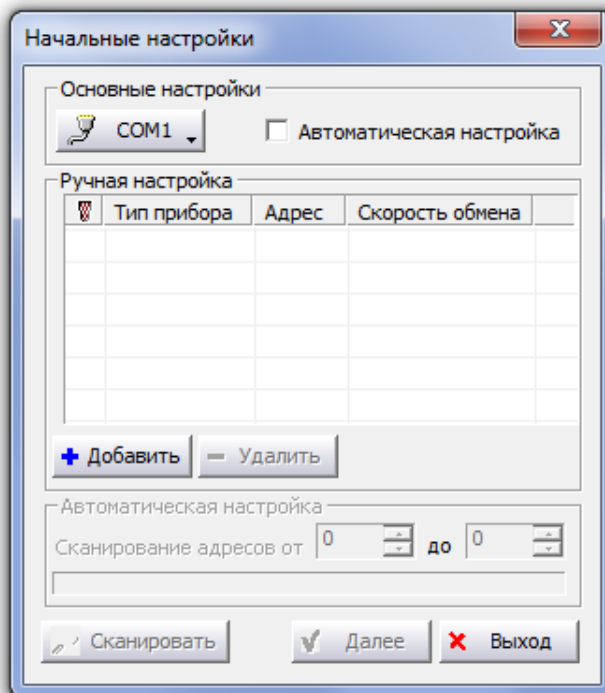 Начальные настройки
Основные настройки
COM1 Автоматическая настройка
Ручная настройка
Тип прибора Адрес Скорость обмена
Добавить Удалить
Автоматическая настройка
Сканирование адресов от 0 до 0
Сканировать Далее Выход